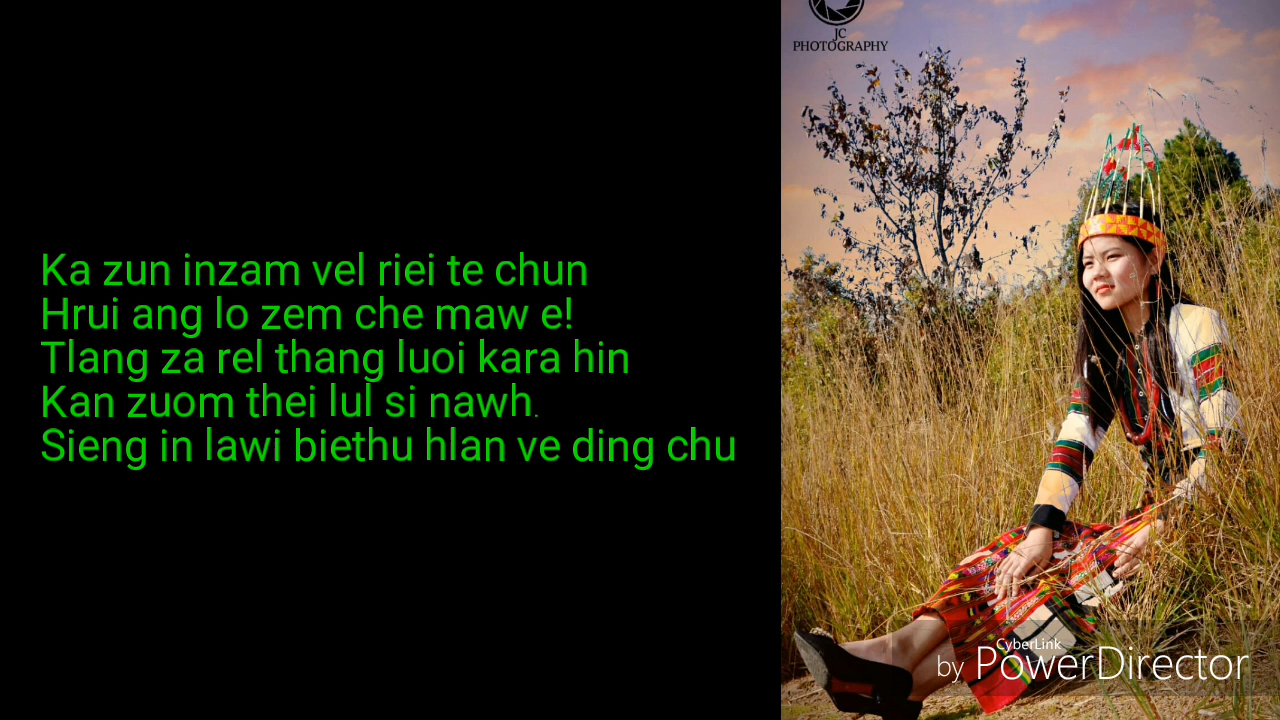 Ka zun inzam vel riei te chun
Hrui ang lo zem che maw e!
Tlang za rel thang luoi kara hin
Kan zuom thei lul si nawh.
Sieng in lawi biethu hlan ve ding chu
JC
PHOTOGRAPHY
CyberLink
by PowerDirector